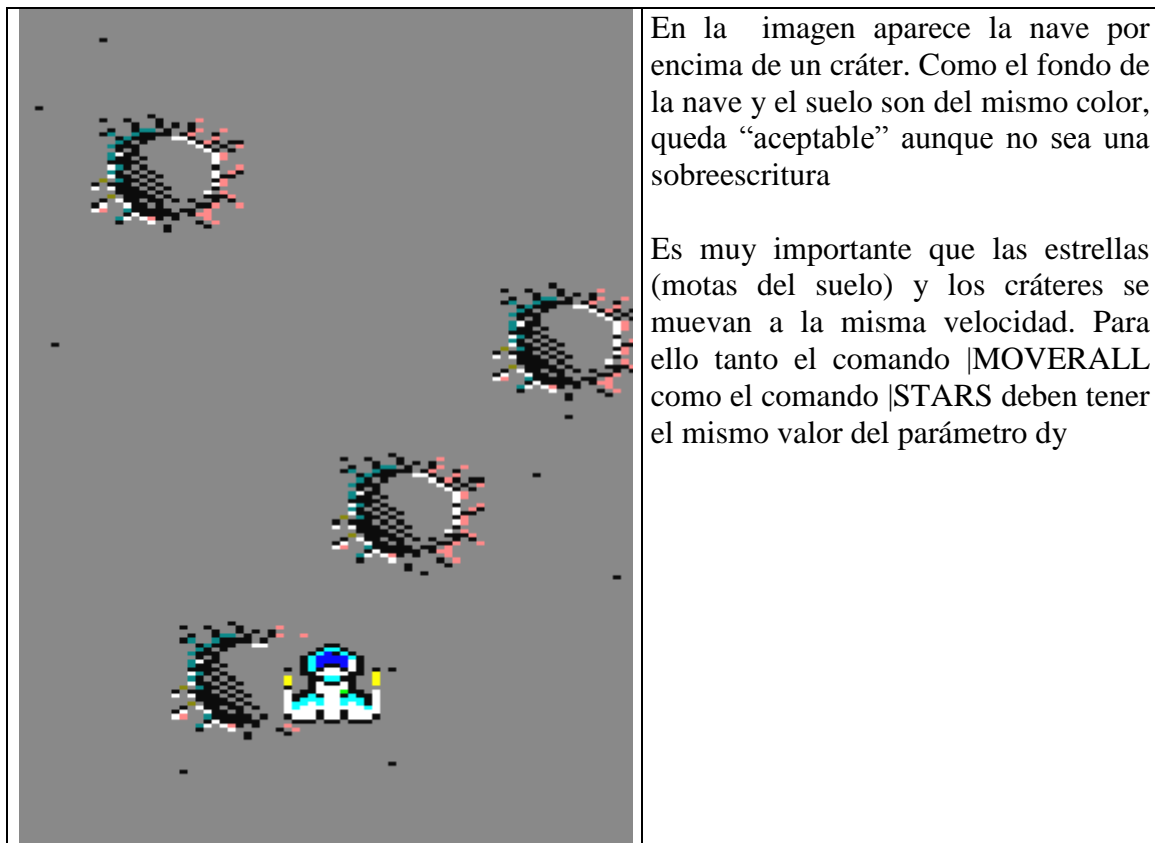 En la imagen aparece la nave por
encima de un cráter. Como el fondo de
la nave y el suelo son del mismo color,
queda “aceptable” aunque no sea una
sobreescritura
Es muy importante que las estrellas
(motas del suelo) y los cráteres se
muevan a la misma velocidad. Para
ello tanto el comando |MOVERALL
como el comando |STARS deben tener
el mismo valor del parámetro dy